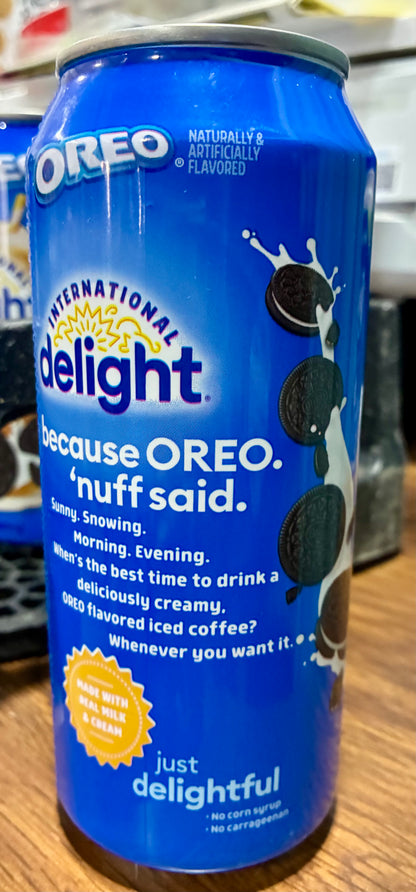 OREO
NATURALLY &
® ARTIFICIALLY
FLAVORED
INTERNATIONAL
delight.
because OREO.
'nuff said.
Sunny. Snowing.
Morning. Evening.
When's the best time to drink a
deliciously creamy,
OREO flavored iced coffee?
Whenever you want it.
MADE WITH
REAL MILK
& CREAM
just
delightful
• No corn syrup
• No carrageenan